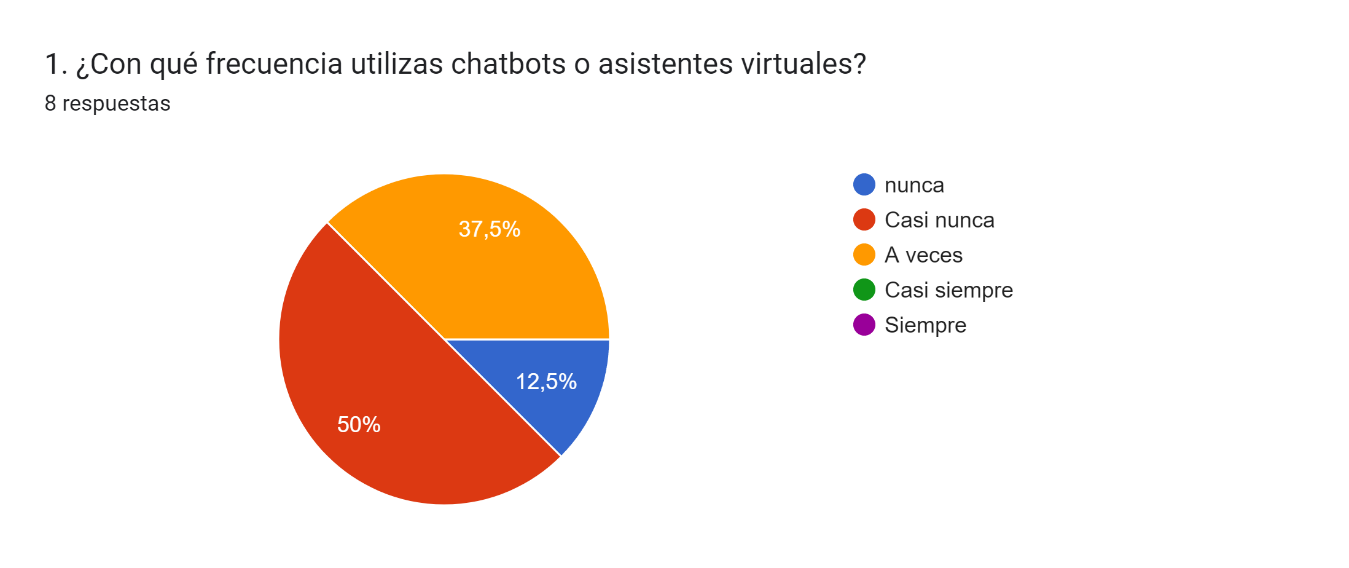 1. ¿Con qué frecuencia utilizas chatbots o asistentes virtuales?
8 respuestas
37,5%
12,5%
50%
nunca
Casi nunca
A veces
Casi siempre
Siempre